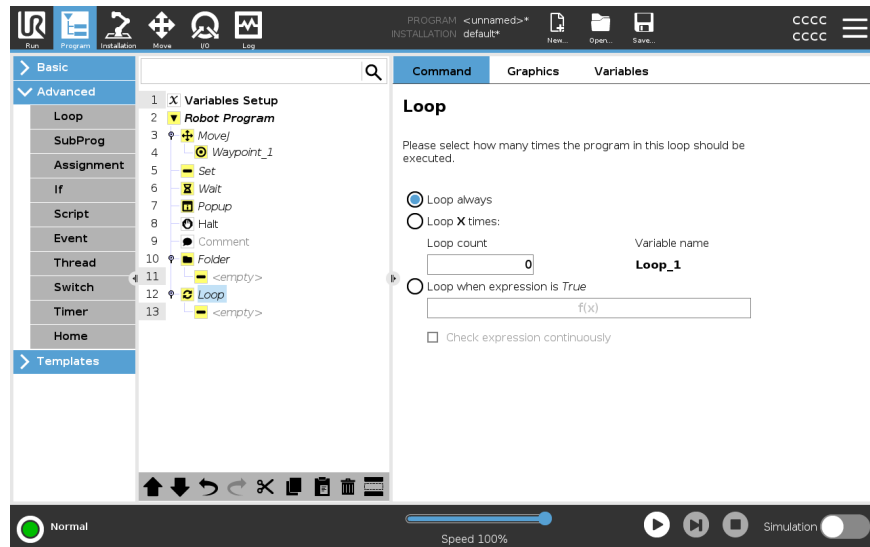 UR
PROGRAM <unnamed>*
INSTALLATION default*
CCCC
CCCC
Run
Program
Installation
Move
I/O
Log
New...
Open...
Save...
Basic
Advanced
Loop
SubProg
Assignment
If
Script
Event
Thread
Switch
Timer
Home
Templates
1 X Variables Setup
2 Robot Program
3 MoveJ
4 Waypoint_1
5 Set
6 Wait
7 Popup
8 Halt
9 Comment
10 Folder
11 <empty>
12 Loop
13 <empty>
Command Graphics Variables
Loop
Please select how many times the program in this loop should be
executed.
Loop always
Loop X times:
Loop count Variable name
0 Loop_1
Loop when expression is True
f(x)
Check expression continuously
Normal
Speed 100%
Simulation